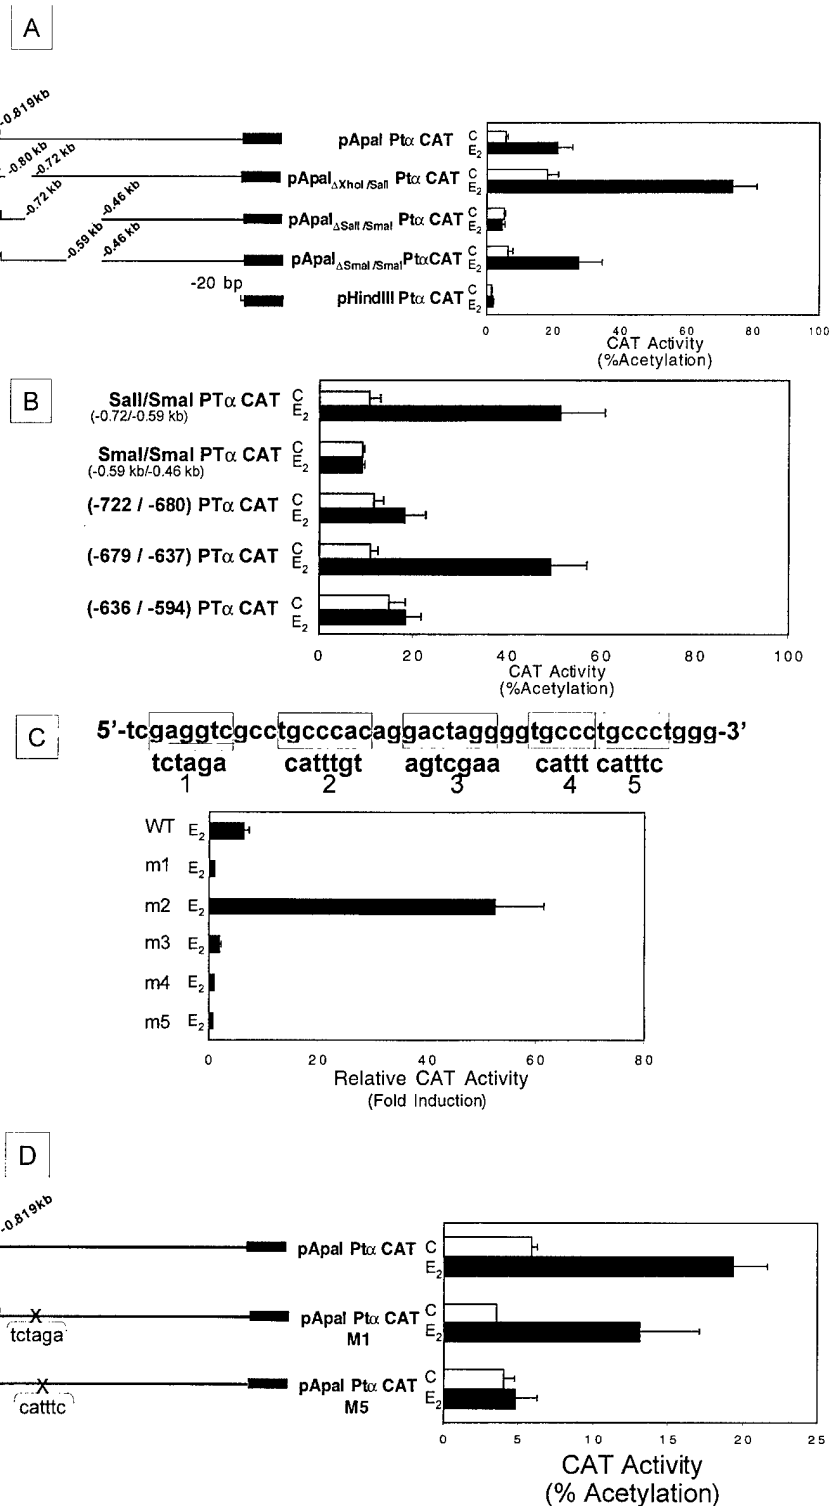 A
-0.819kb
pApaI Ptα CAT
C
E2
-0.80 kb
-0.72 kb
pApaIΔXhoI/SalI Ptα CAT
C
E2
-0.72 kb
-0.46 kb
pApaIΔSalI/SmaI Ptα CAT
C
E2
-0.59 kb
-0.46 kb
pApaIΔSmaI/SmaI PtαCAT
C
E2
-20 bp
pHindIII Ptα CAT
C
E2
0 20 40 60 80 100
CAT Activity
(%Acetylation)
B
SalI/SmaI PTα CAT
(-0.72/-0.59 kb)
C
E2
SmaI/SmaI PTα CAT
(-0.59 kb/-0.46 kb)
C
E2
(-722 / -680) PTα CAT
C
E2
(-679 / -637) PTα CAT
C
E2
(-636 / -594) PTα CAT
C
E2
0 20 40 60 80 100
CAT Activity
(%Acetylation)
C
5'-tcgaggtcgcctgcccacaggactaggggtgccctgccctggg-3'
tctaga catttgt agtcgaa cattt catttc
1 2 3 4 5
WT E2
m1 E2
m2 E2
m3 E2
m4 E2
m5 E2
0 20 40 60 80
Relative CAT Activity
(Fold Induction)
D
-0.819kb
pApaI Ptα CAT
C
E2
X
tctaga
pApaI Ptα CAT
M1
C
E2
X
catttc
pApaI Ptα CAT
M5
C
E2
0 5 10 15 20 25
CAT Activity
(% Acetylation)